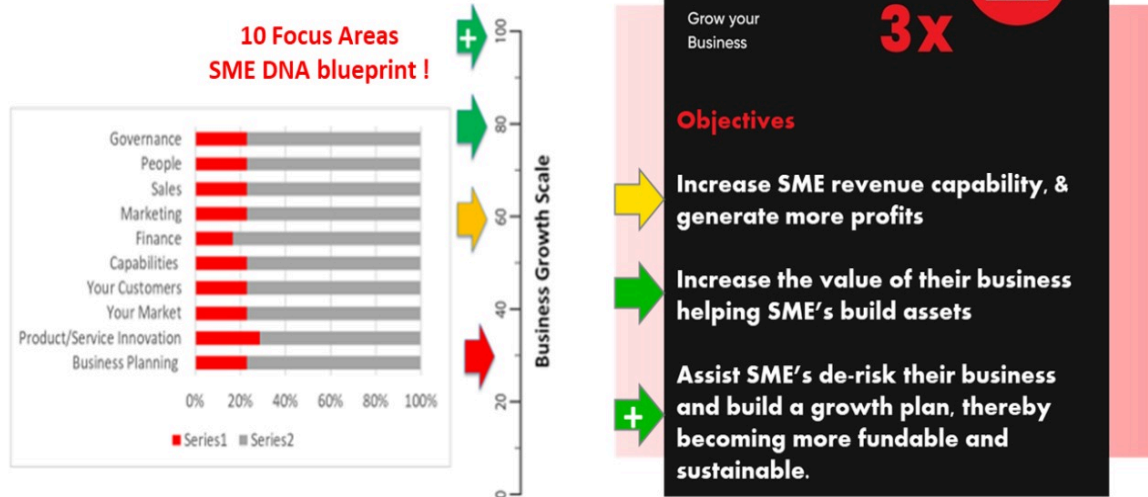 10 Focus Areas
SME DNA blueprint !
Governance
People
Sales
Marketing
Finance
Capabilities
Your Customers
Your Market
Product/Service Innovation
Business Planning
0% 20% 40% 60% 80% 100%
Series1 Series2
+
100
80
60
40
20
0
Business Growth Scale
Grow your
Business
3x
Objectives
Increase SME revenue capability, &
generate more profits
Increase the value of their business
helping SME's build assets
+
Assist SME's de-risk their business
and build a growth plan, thereby
becoming more fundable and
sustainable.